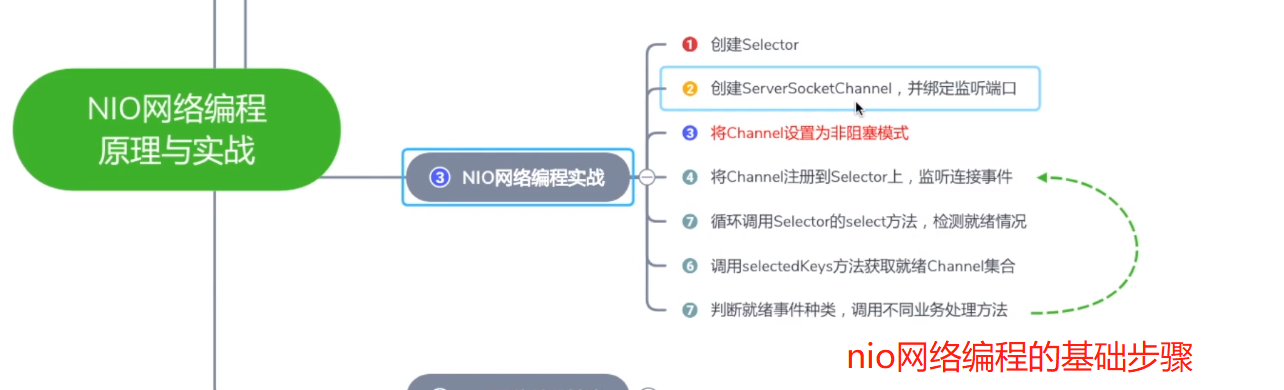 NIO网络编程
原理与实战
3 NIO网络编程实战
1 创建Selector
2 创建ServerSocketChannel，并绑定监听端口
3 将Channel设置为非阻塞模式
4 将Channel注册到Selector上，监听连接事件
7 循环调用Selector的select方法，检测就绪情况
6 调用selectedKeys方法获取就绪Channel集合
7 判断就绪事件种类，调用不同业务处理方法
nio网络编程的基础步骤